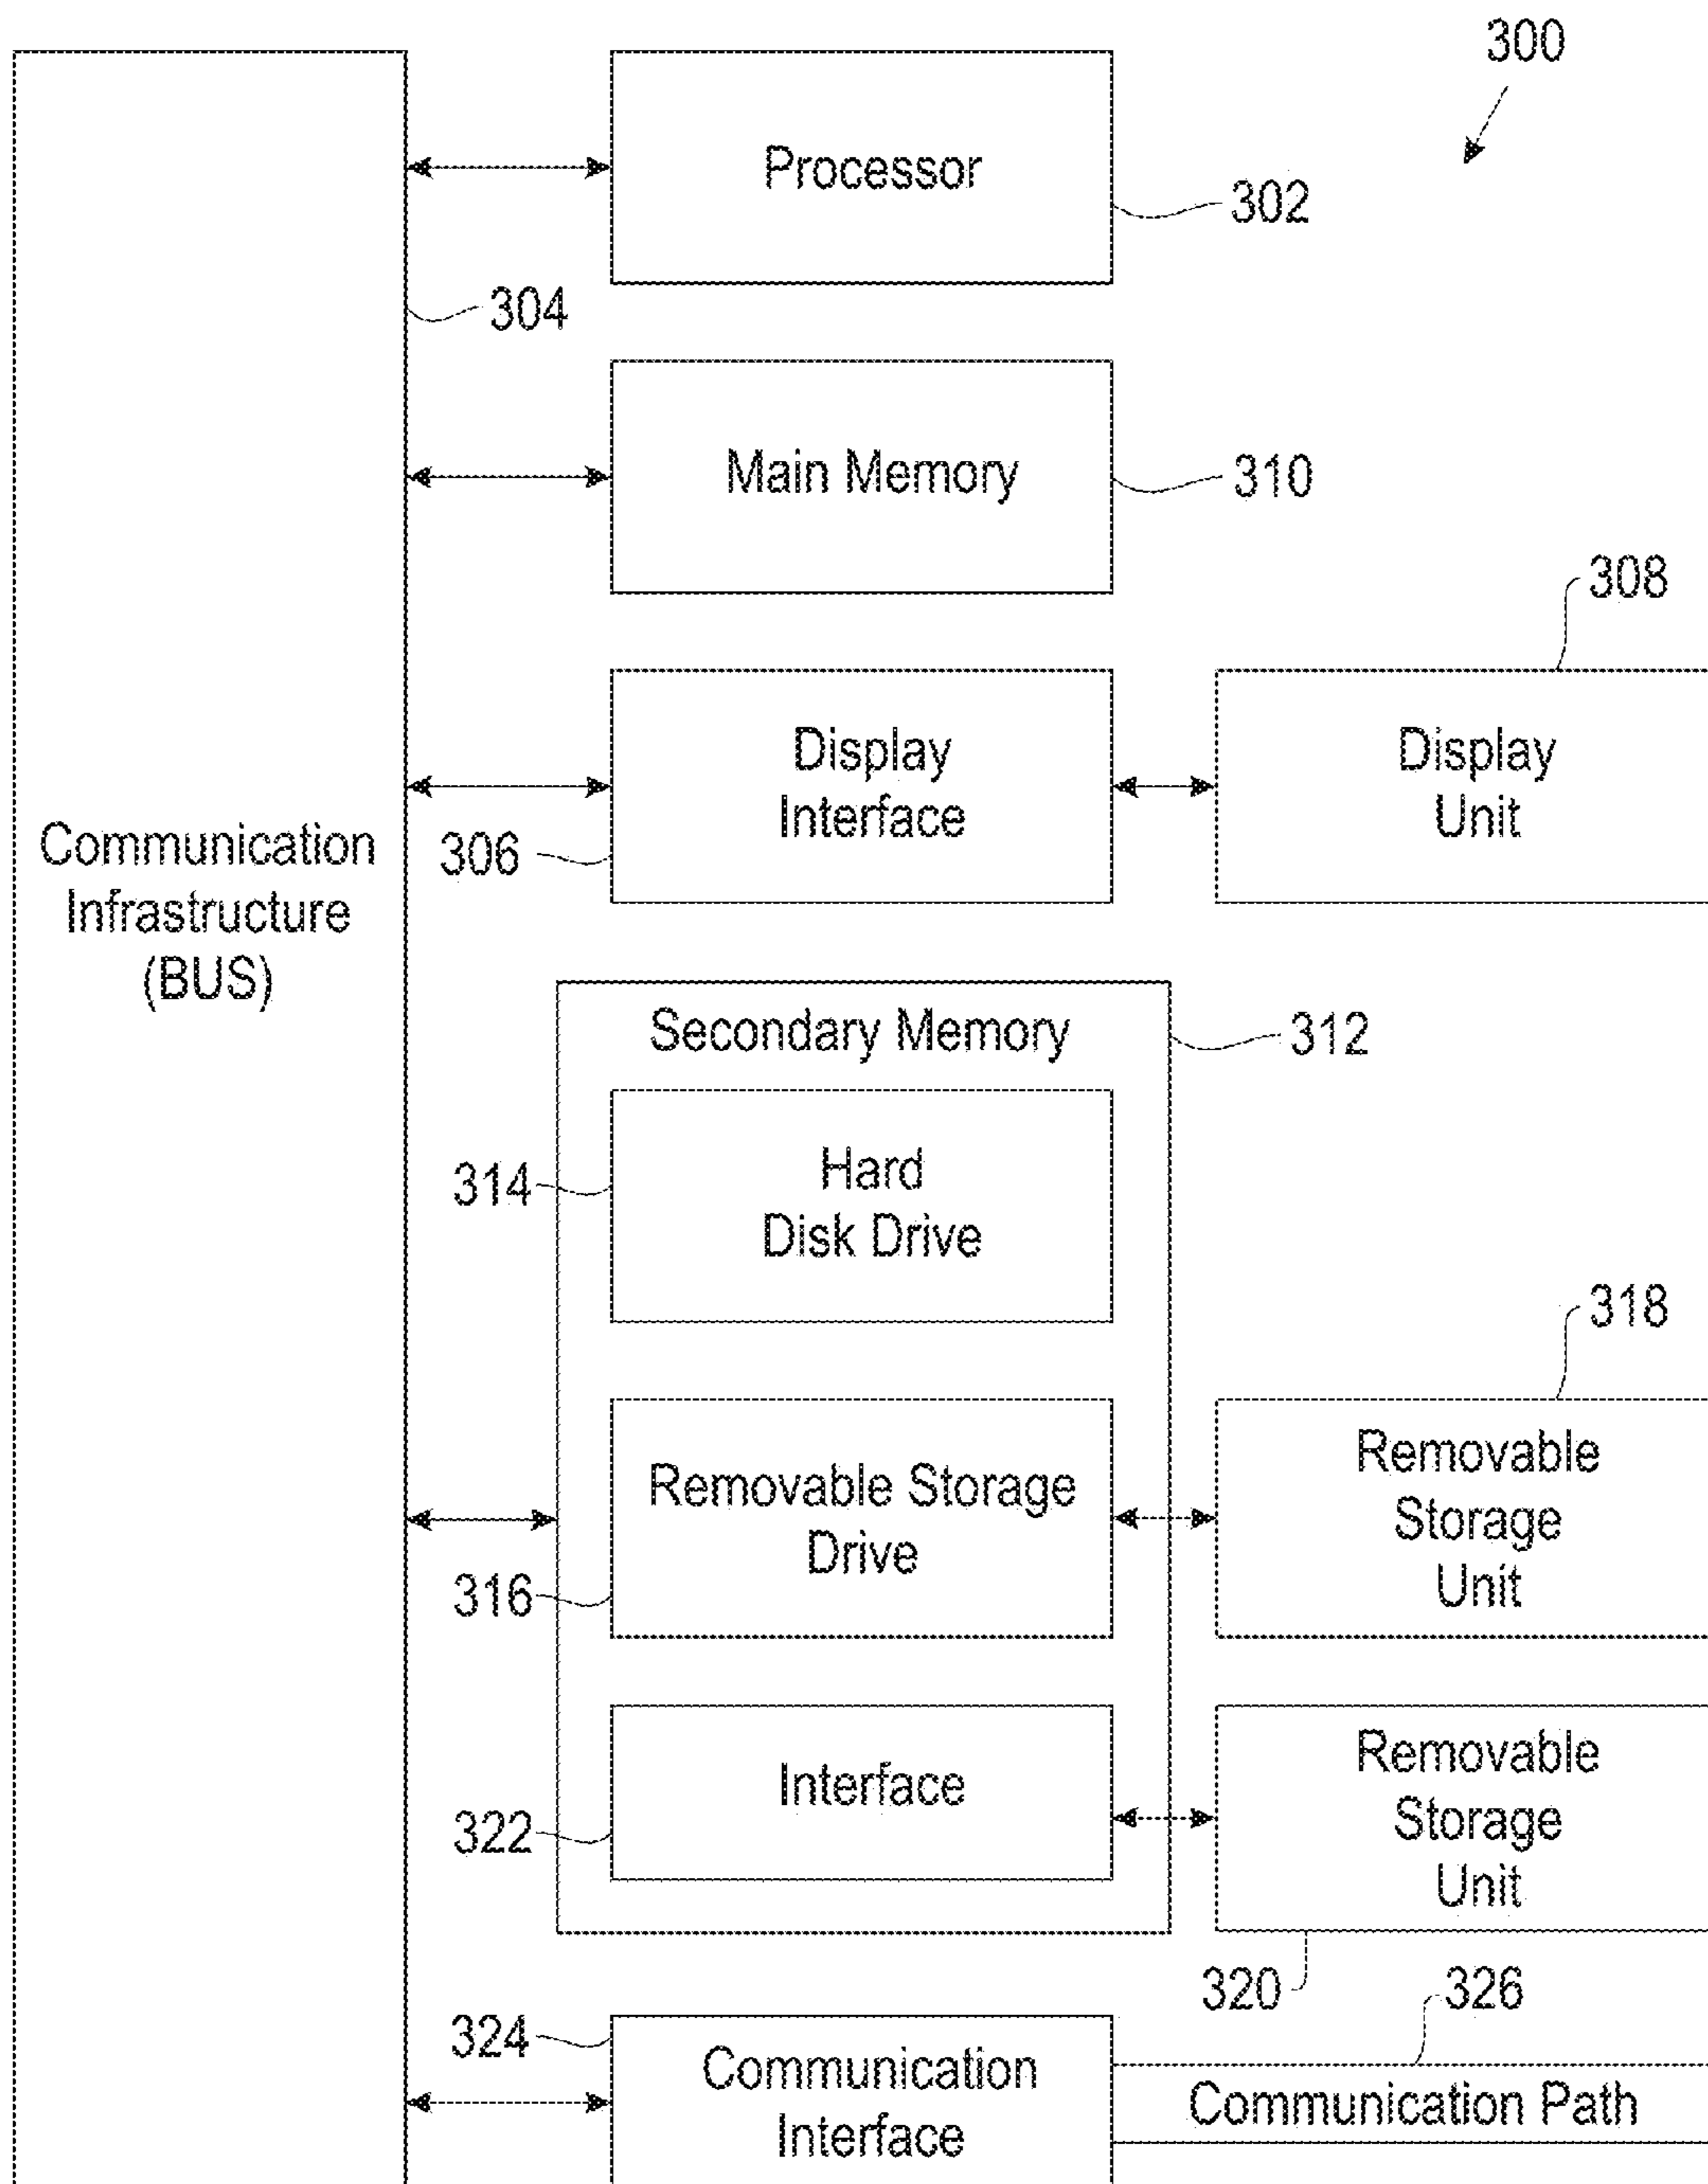 300
Processor
302
304
Main Memory
310
308
Display
Interface
Display
Unit
306
Communication
Infrastructure
(BUS)
Secondary Memory
312
314
Hard
Disk Drive
318
Removable Storage
Drive
Removable
Storage
Unit
316
Interface
Removable
Storage
Unit
322
320
326
324
Communication
Interface
Communication Path